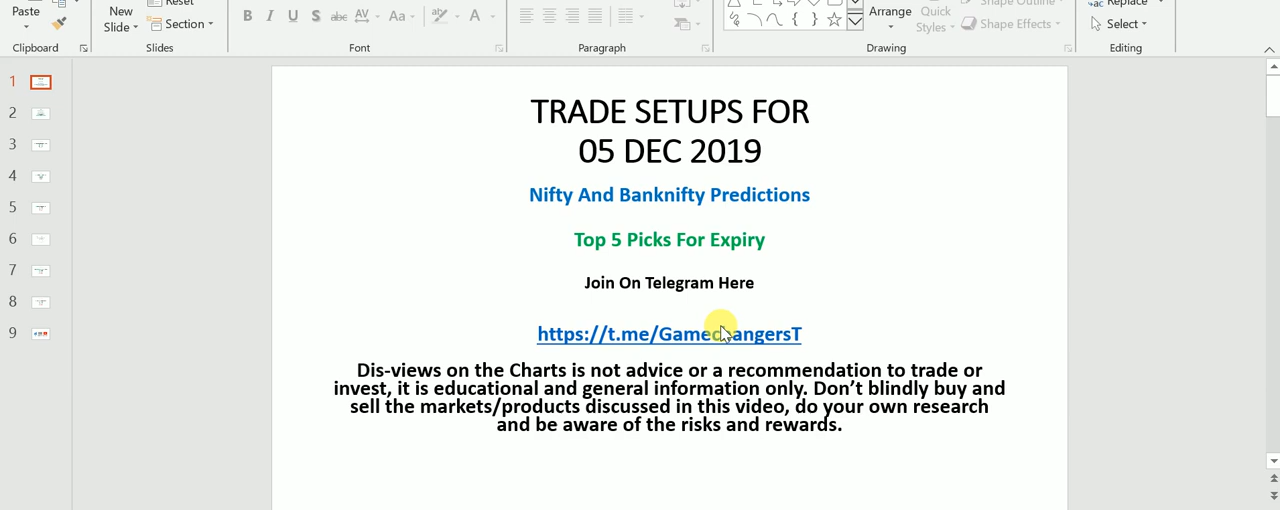 Reset
Replace
Shape Outline
Paste
New
Slide
Section
B I U S abc AV Aa A
Arrange
Quick
Styles
Shape Effects
Select
Clipboard
Slides
Font
Paragraph
Drawing
Editing
1
2
3
4
5
6
7
8
9
TRADE SETUPS FOR
05 DEC 2019
Nifty And Banknifty Predictions
Top 5 Picks For Expiry
Join On Telegram Here
https://t.me/GamechangersT
Dis-views on the Charts is not advice or a recommendation to trade or
invest, it is educational and general information only. Don’t blindly buy and
sell the markets/products discussed in this video, do your own research
and be aware of the risks and rewards.